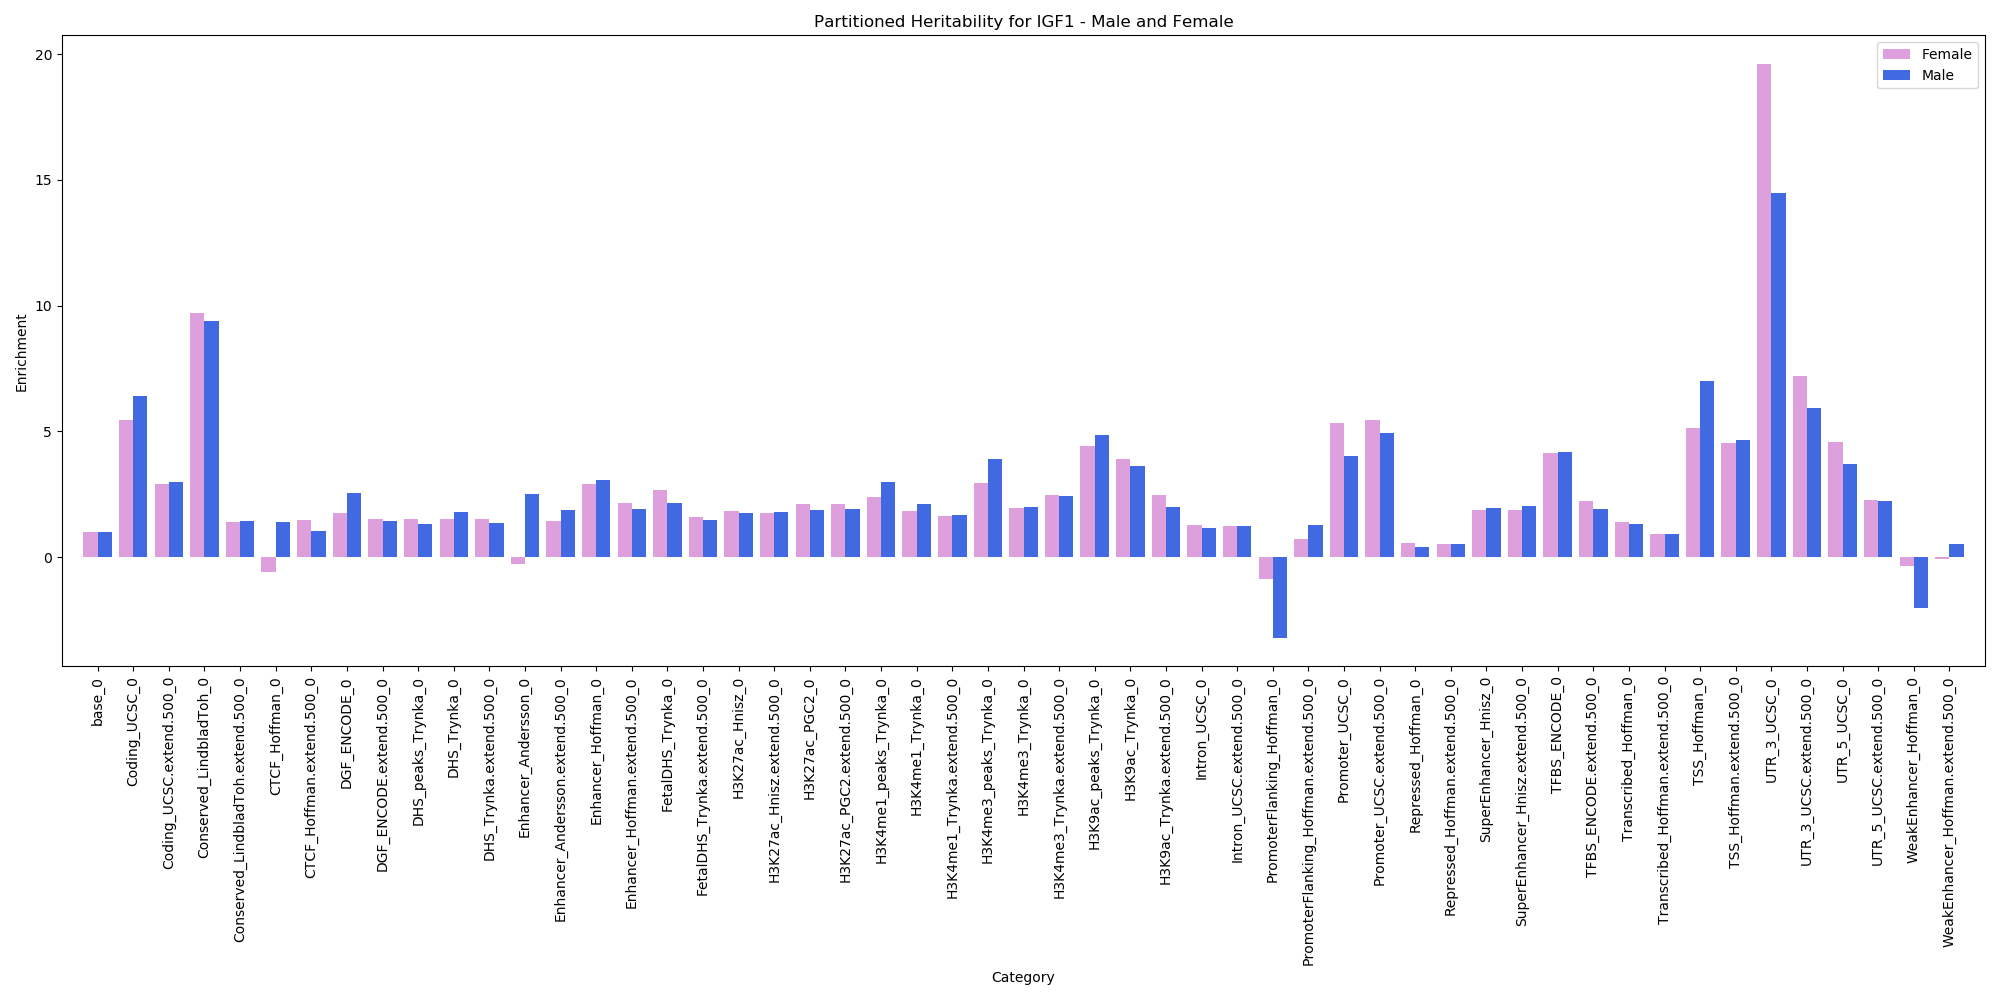 Partitioned Heritability for IGF1 - Male and Female
Female
Male
Enrichment
20
15
10
5
0
base_0
Coding_UCSC_0
Coding_UCSC.extend.500_0
Conserved_LindbladToh_0
Conserved_LindbladToh.extend.500_0
CTCF_Hoffman_0
CTCF_Hoffman.extend.500_0
DGF_ENCODE_0
DGF_ENCODE.extend.500_0
DHS_peaks_Trynka_0
DHS_Trynka_0
DHS_Trynka.extend.500_0
Enhancer_Andersson_0
Enhancer_Andersson.extend.500_0
Enhancer_Hoffman_0
Enhancer_Hoffman.extend.500_0
FetalDHS_Trynka_0
FetalDHS_Trynka.extend.500_0
H3K27ac_Hnisz_0
H3K27ac_Hnisz.extend.500_0
H3K27ac_PGC2_0
H3K27ac_PGC2.extend.500_0
H3K4me1_peaks_Trynka_0
H3K4me1_Trynka_0
H3K4me1_Trynka.extend.500_0
H3K4me3_peaks_Trynka_0
H3K4me3_Trynka_0
H3K4me3_Trynka.extend.500_0
H3K9ac_peaks_Trynka_0
H3K9ac_Trynka_0
H3K9ac_Trynka.extend.500_0
Intron_UCSC_0
Intron_UCSC.extend.500_0
PromoterFlanking_Hoffman_0
PromoterFlanking_Hoffman.extend.500_0
Promoter_UCSC_0
Promoter_UCSC.extend.500_0
Repressed_Hoffman_0
Repressed_Hoffman.extend.500_0
SuperEnhancer_Hnisz_0
SuperEnhancer_Hnisz.extend.500_0
TFBS_ENCODE_0
TFBS_ENCODE.extend.500_0
Transcribed_Hoffman_0
Transcribed_Hoffman.extend.500_0
TSS_Hoffman_0
TSS_Hoffman.extend.500_0
UTR_3_UCSC_0
UTR_3_UCSC.extend.500_0
UTR_5_UCSC_0
UTR_5_UCSC.extend.500_0
WeakEnhancer_Hoffman_0
WeakEnhancer_Hoffman.extend.500_0
Category